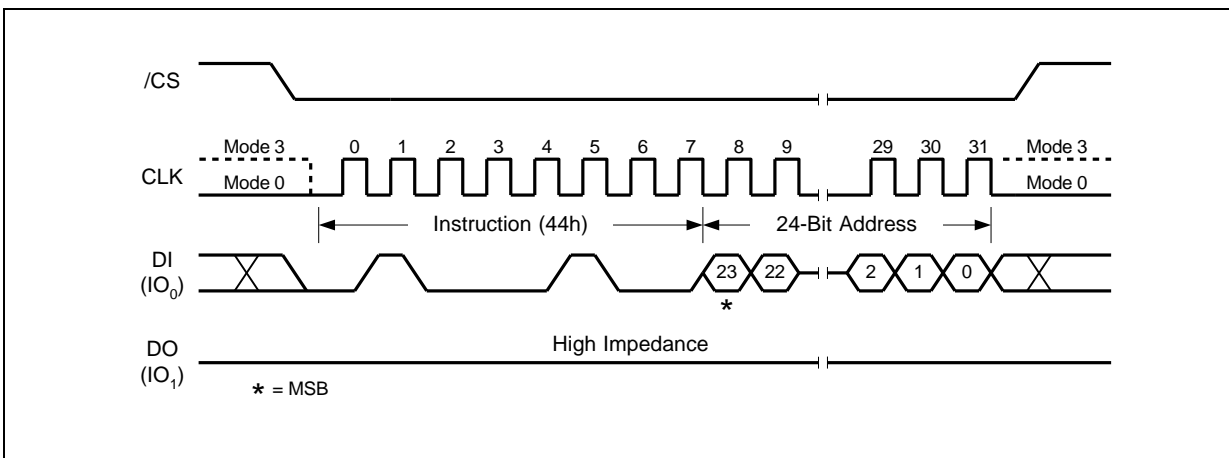 /CS
Mode 3 0 1 2 3 4 5 6 7 8 9 29 30 31 Mode 3
CLK
Mode 0 Mode 0
Instruction (44h) 24-Bit Address
DI
(IO0) 23 22 2 1 0
*
DO High Impedance
(IO1)
* = MSB